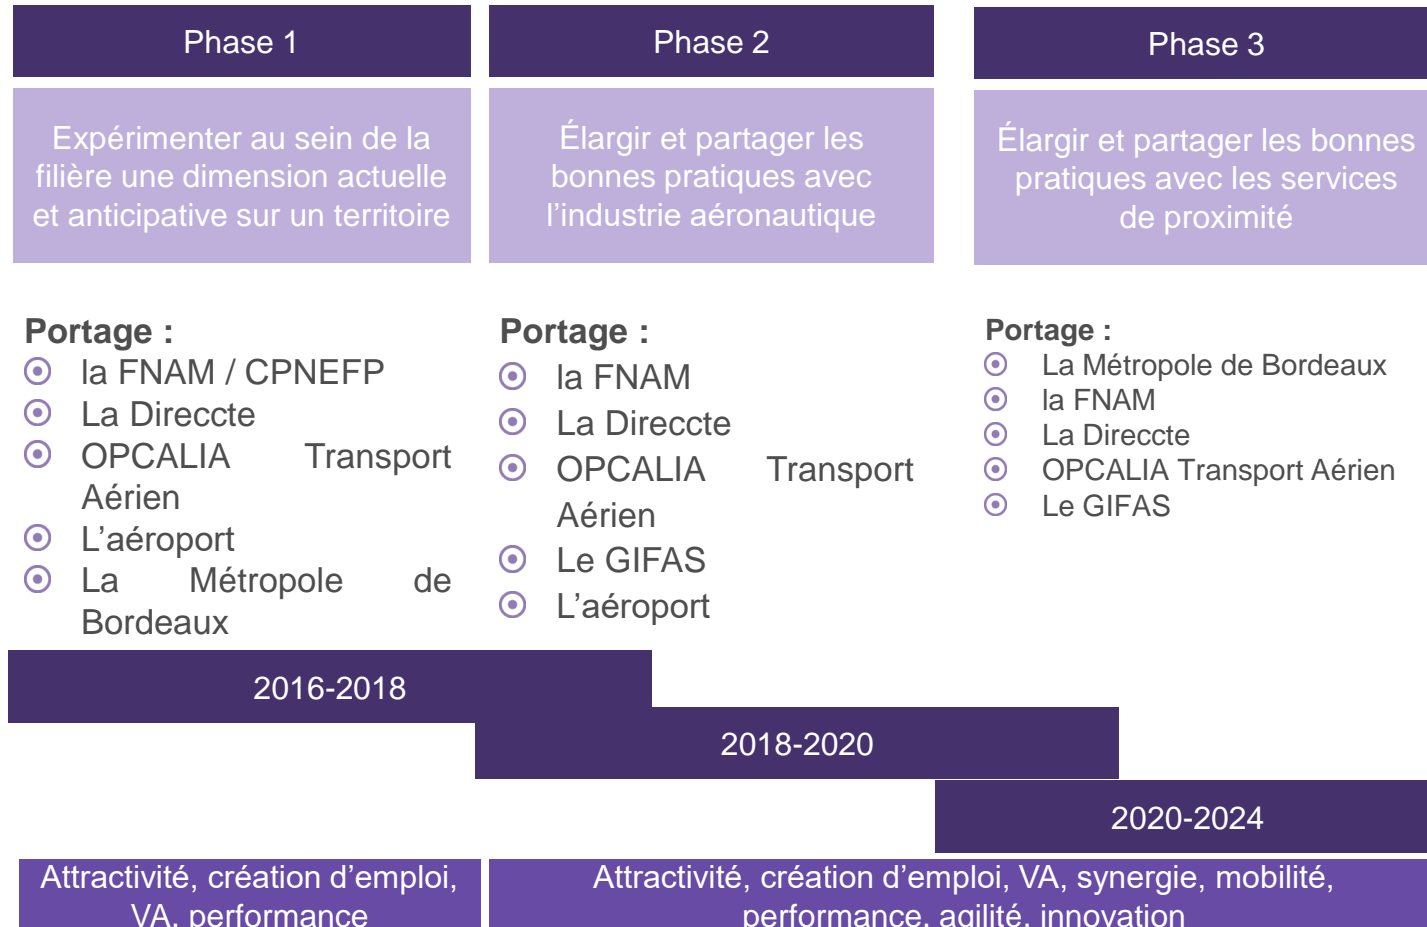 Phase 1
Expérimenter au sein de la
filière une dimension actuelle
et anticipative sur un territoire
Portage :
la FNAM / CPNEFP
La Direccte
OPCALIA Transport
Aérien
L’aéroport
La Métropole de
Bordeaux
Phase 2
Élargir et partager les
bonnes pratiques avec
l’industrie aéronautique
Portage :
la FNAM
La Direccte
OPCALIA Transport
Aérien
Le GIFAS
L’aéroport
Phase 3
Élargir et partager les bonnes
pratiques avec les services
de proximité
Portage :
La Métropole de Bordeaux
la FNAM
La Direccte
OPCALIA Transport Aérien
Le GIFAS
2016-2018
2018-2020
2020-2024
Attractivité, création d’emploi,
VA, performance
Attractivité, création d’emploi, VA, synergie, mobilité,
performance, agilité, innovation